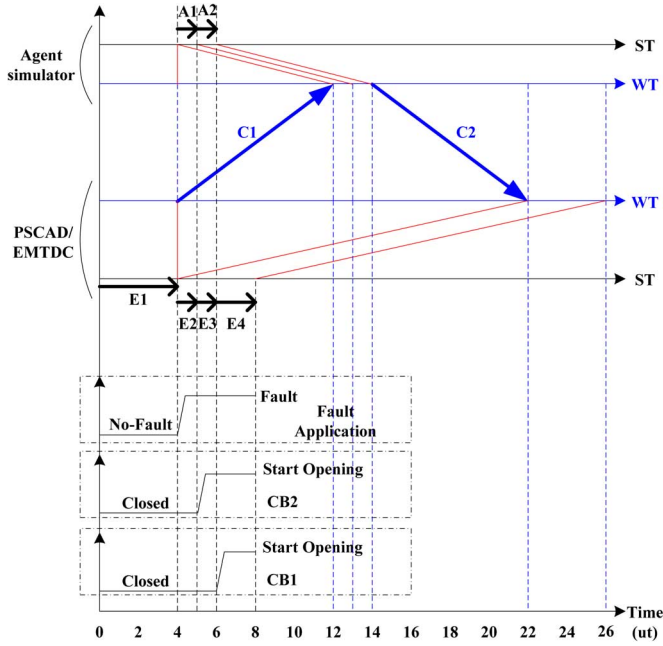 A1 A2
ST
Agent
simulator
WT
C1
C2
WT
PSCAD/
EMTDC
ST
E1
E2 E3 E4
Fault
No-Fault
Fault
Application
Start Opening
Closed
CB2
Start Opening
Closed
CB1
Time
(ut)
0 2 4 6 8 10 12 14 16 18 20 22 24 26